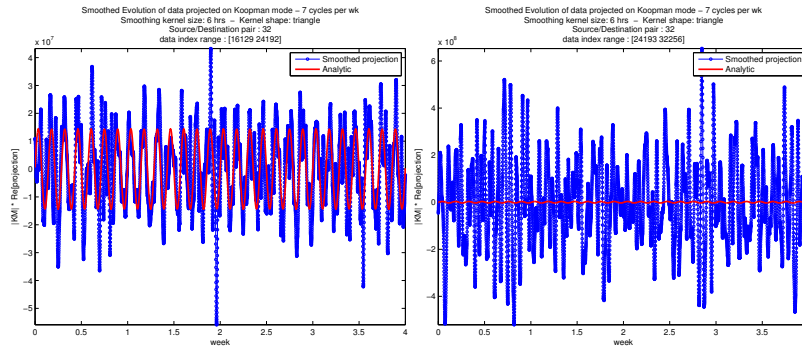 Smoothed Evolution of data projected on Koopman mode – 7 cycles per wk
Smoothing kernel size: 6 hrs – Kernel shape: triangle
Source/Destination pair : 32
data index range : [16129 24192]
x 10⁷
Smoothed projection
Analytic
4
3
2
1
0
−1
−2
−3
−4
−5
|KM| * Re[projection]
0 0.5 1 1.5 2 2.5 3 3.5 4
week
Smoothed Evolution of data projected on Koopman mode – 7 cycles per wk
Smoothing kernel size: 6 hrs – Kernel shape: triangle
Source/Destination pair : 32
data index range : [24193 32256]
x 10⁶
Smoothed projection
Analytic
6
4
2
0
−2
−4
|KM| * Re[projection]
0 0.5 1 1.5 2 2.5 3 3.5
week